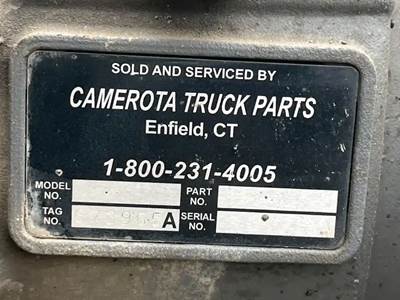 SOLD AND SERVICED BY
CAMEROTA TRUCK PARTS
Enfield, CT
1-800-231-4005
MODEL NO. PART NO.
TAG NO. A SERIAL NO.